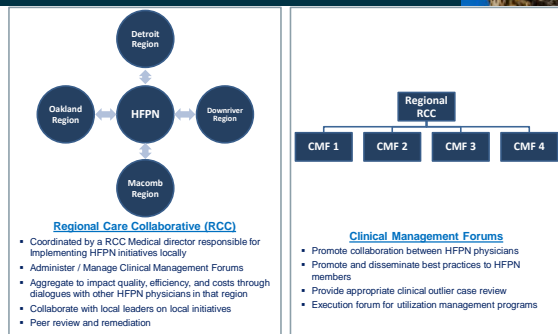 Detroit
Region
Oakland
Region
HFPN
Downriver
Region
Macomb
Region
Regional Care Collaborative (RCC)
▪ Coordinated by a RCC Medical director responsible for
Implementing HFPN initiatives locally
▪ Administer / Manage Clinical Management Forums
▪ Aggregate to impact quality, efficiency, and costs through
dialogues with other HFPN physicians in that region
▪ Collaborate with local leaders on local initiatives
▪ Peer review and remediation
Regional
RCC
CMF 1
CMF 2
CMF 3
CMF 4
Clinical Management Forums
▪ Promote collaboration between HFPN physicians
▪ Promote and disseminate best practices to HFPN
members
▪ Provide appropriate clinical outlier case review
▪ Execution forum for utilization management programs